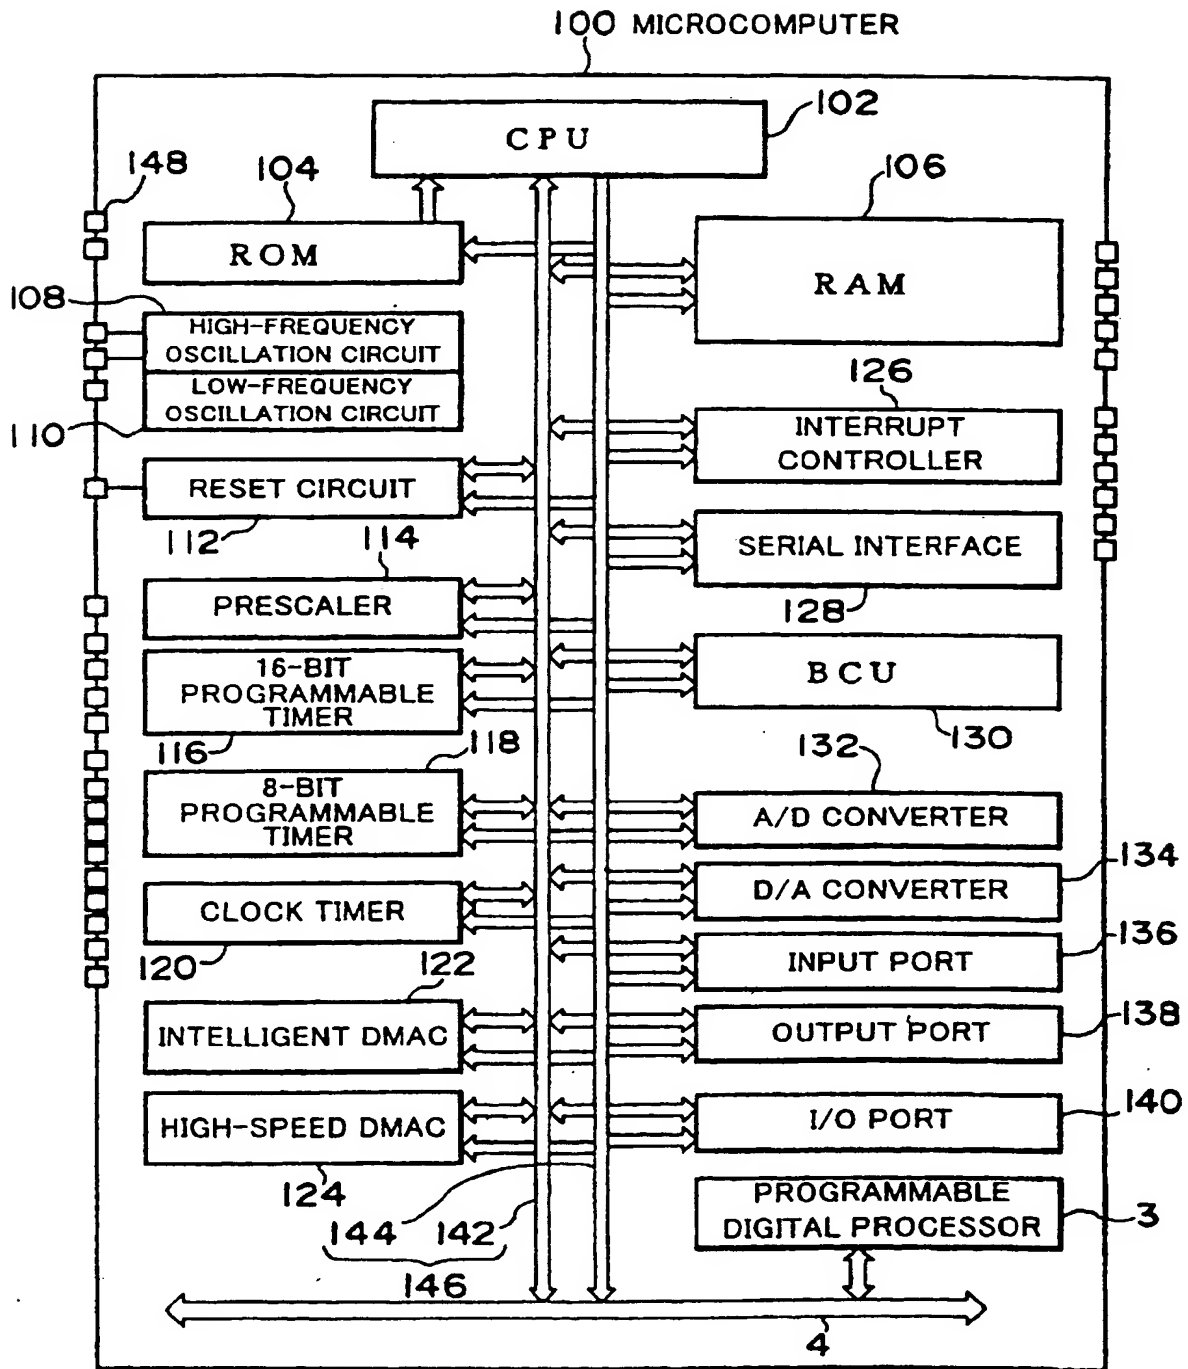 100 MICROCOMPUTER
102
CPU
148
104
106
ROM
RAM
108
HIGH-FREQUENCY
OSCILLATION CIRCUIT
LOW-FREQUENCY
OSCILLATION CIRCUIT
110
126
INTERRUPT
CONTROLLER
RESET CIRCUIT
112
114
SERIAL INTERFACE
128
PRESCALER
16-BIT
PROGRAMMABLE
TIMER
BCU
116
118
130
132
8-BIT
PROGRAMMABLE
TIMER
A/D CONVERTER
134
D/A CONVERTER
CLOCK TIMER
120
122
136
INPUT PORT
INTELLIGENT DMAC
OUTPUT PORT
138
HIGH-SPEED DMAC
I/O PORT
140
124
PROGRAMMABLE
DIGITAL PROCESSOR
3
144 142
146
4